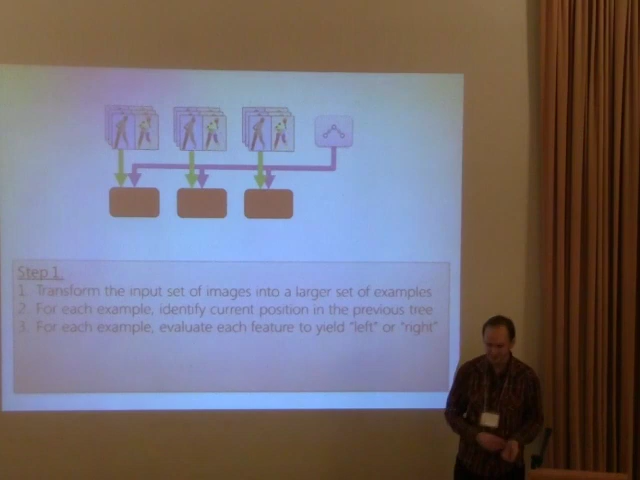 Step 1.
1. Transform the input set of images into a larger set of examples
2. For each example, identify current position in the previous tree
3. For each example, evaluate each feature to yield "left" or "right"